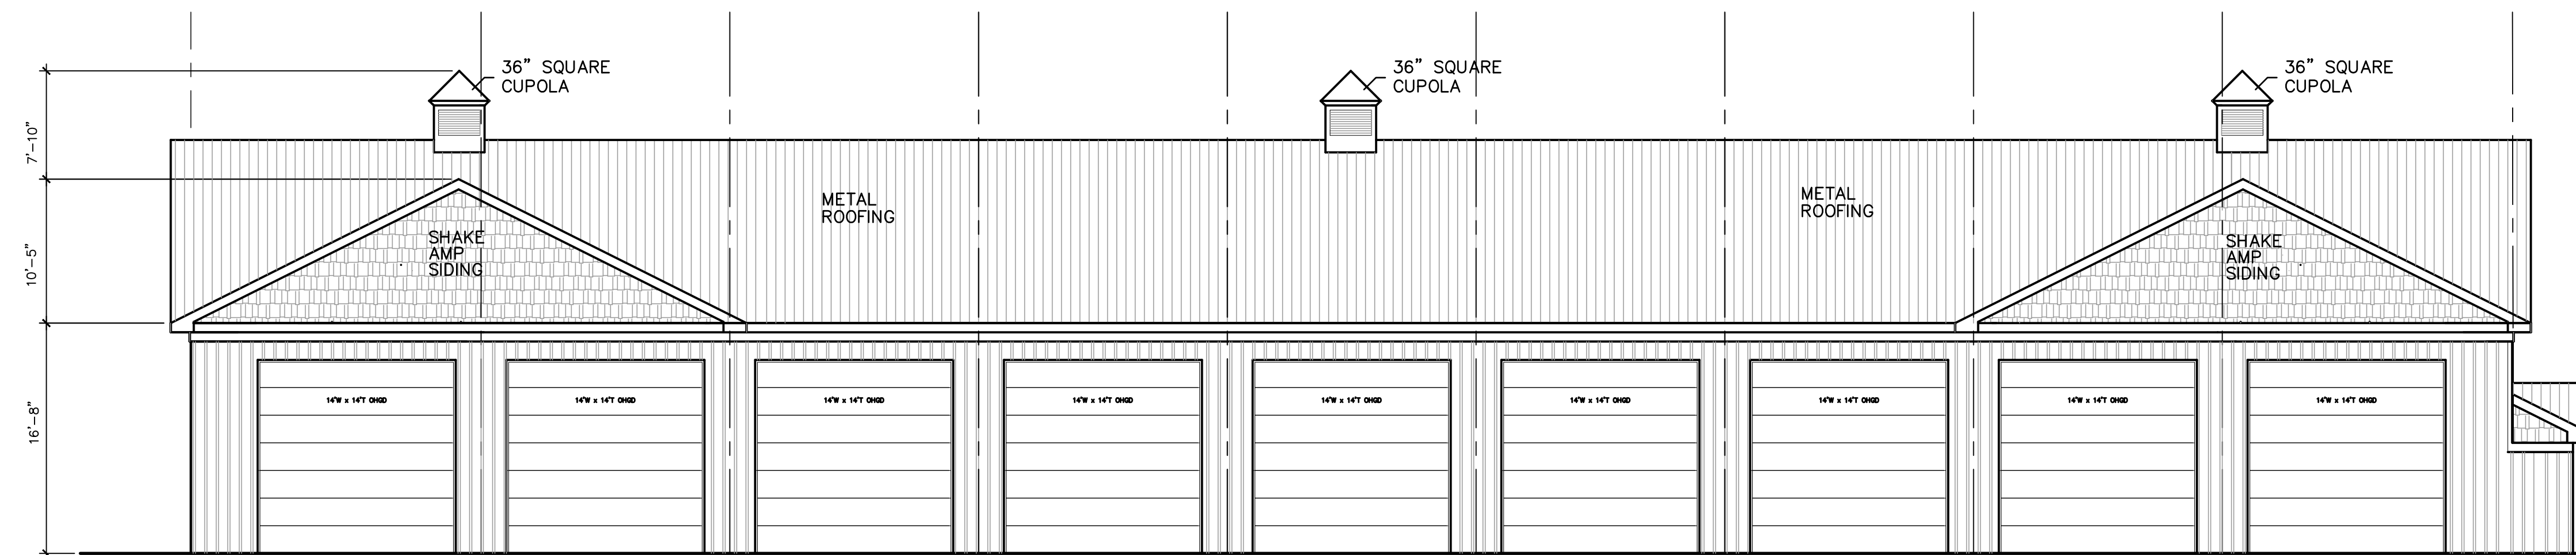 36” SQUARE
CUPOLA
36” SQUARE
CUPOLA
36” SQUARE
CUPOLA
7'-10"
METAL
ROOFING
METAL
ROOFING
SHAKE
AMP
SIDING
SHAKE
AMP
SIDING
10'-5"
16'-8"
14'W x 14'T OHGD
14'W x 14'T OHGD
14'W x 14'T OHGD
14'W x 14'T OHGD
14'W x 14'T OHGD
14'W x 14'T OHGD
14'W x 14'T OHGD
14'W x 14'T OHGD
14'W x 14'T OHGD